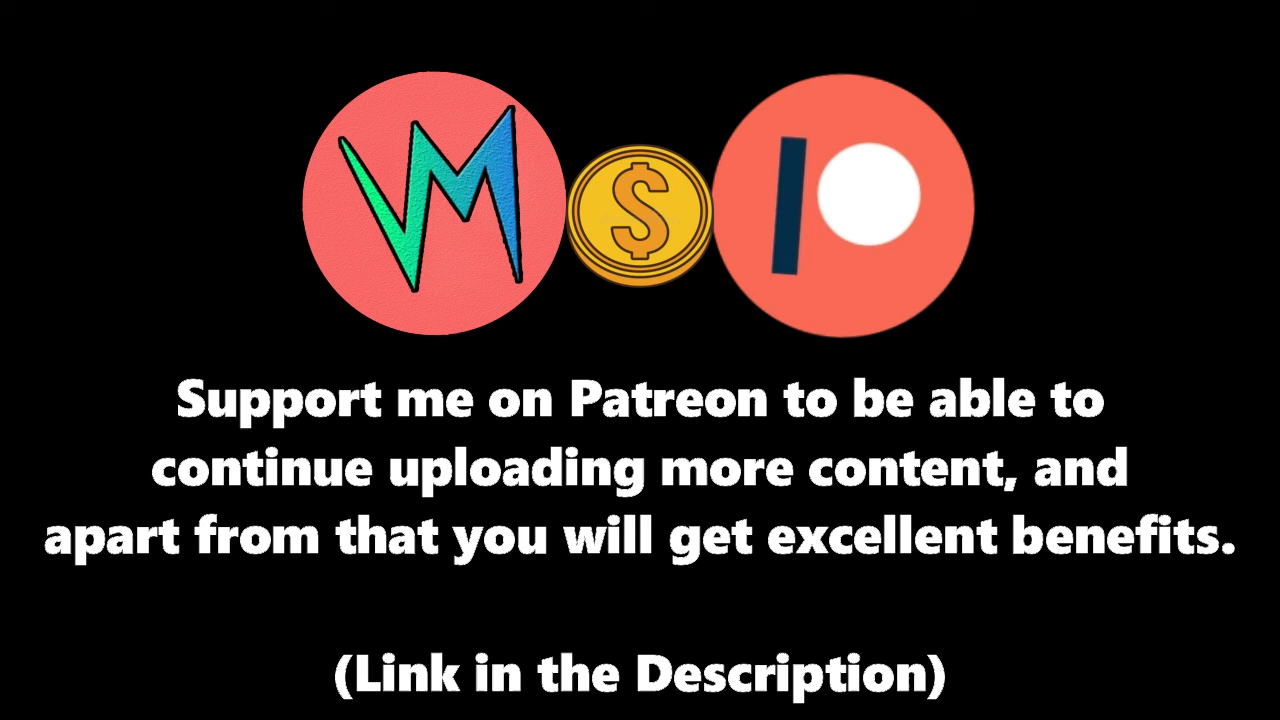 VM
$
Support me on Patreon to be able to
continue uploading more content, and
apart from that you will get excellent benefits.
(Link in the Description)